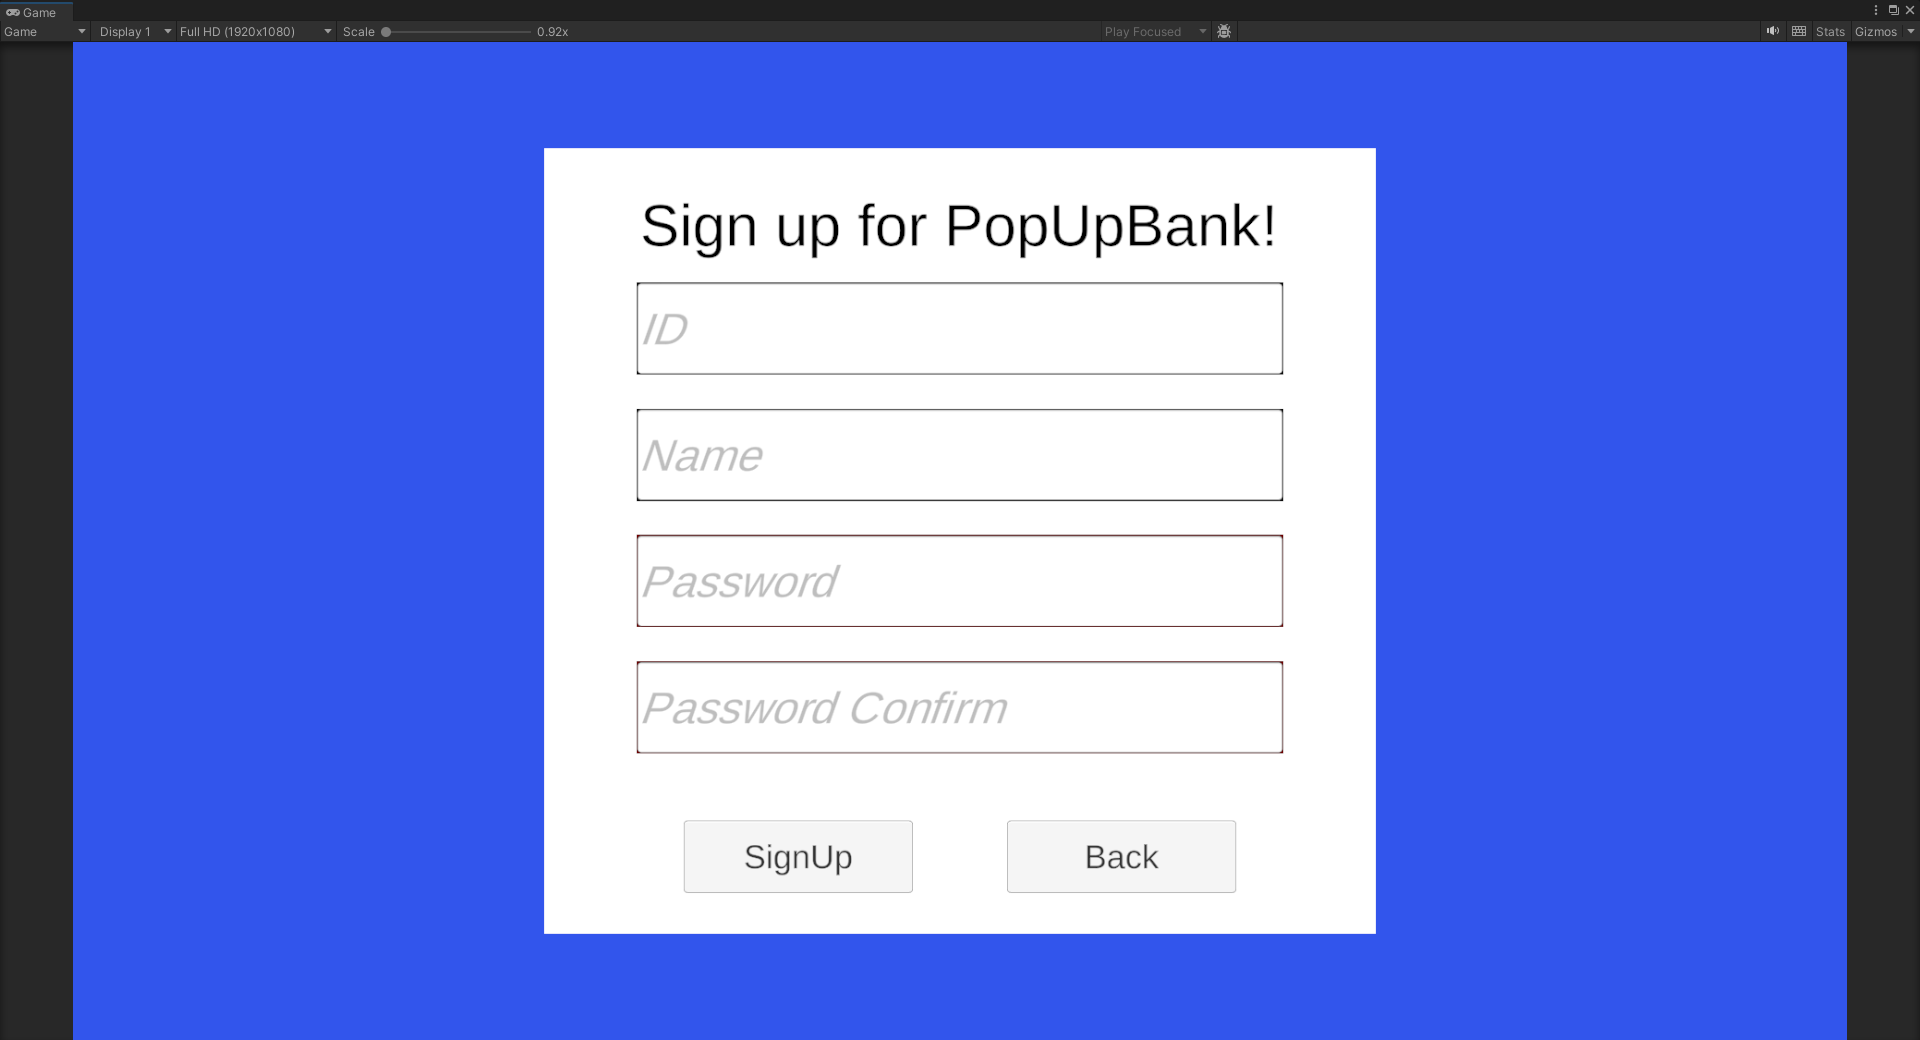 Game
Game Display 1 Full HD (1920x1080) Scale 0.92x Play Focused Stats Gizmos
Sign up for PopUpBank!
ID
Name
Password
Password Confirm
SignUp Back